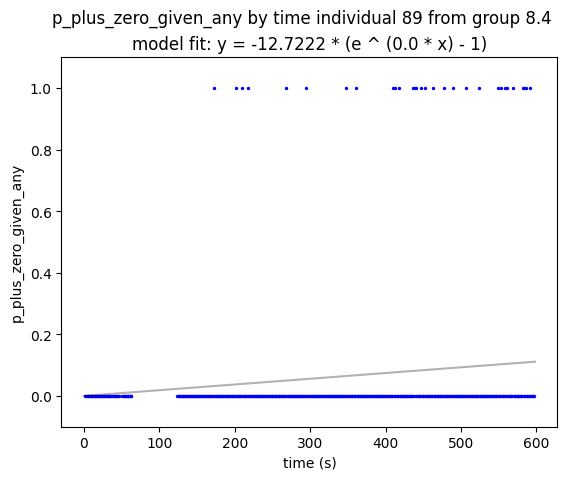 p_plus_zero_given_any by time individual 89 from group 8.4
model fit: y = -12.7222 * (e ^ (0.0 * x) - 1)
1.0
0.8
0.6
0.4
0.2
0.0
p_plus_zero_given_any
0 100 200 300 400 500 600
time (s)